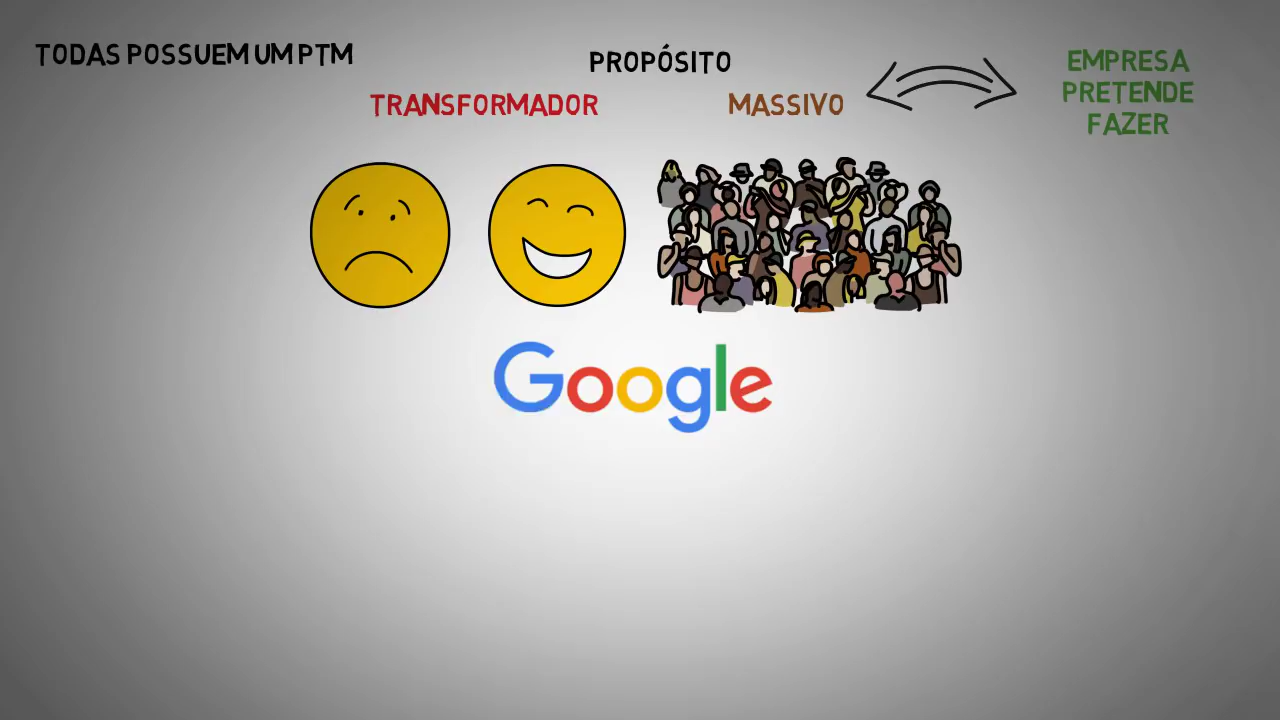 TODAS POSSUEM UM PTM
PROPÓSITO
TRANSFORMADOR
MASSIVO
EMPRESA
PRETENDE
FAZER
Google